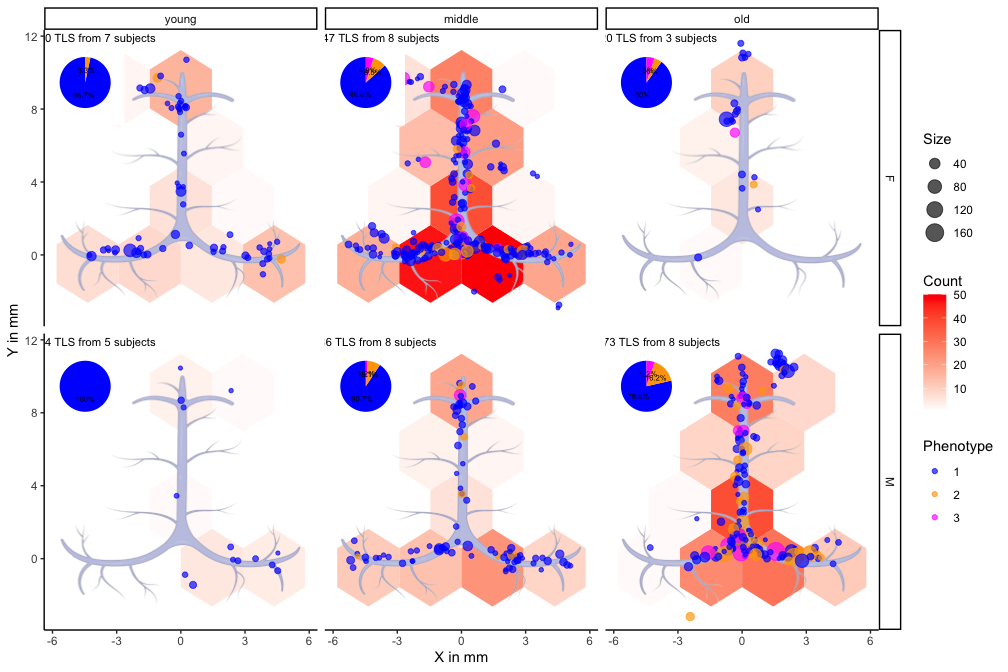 young middle old
0 TLS from 7 subjects
47 TLS from 8 subjects
20 TLS from 3 subjects
F
4 TLS from 5 subjects
6 TLS from 8 subjects
73 TLS from 8 subjects
M
12
8
4
0
12
8
4
0
Y in mm
-6 -3 0 3 6 -6 -3 0 3 6 -6 -3 0 3 6
X in mm
Size
40
80
120
160
Count
50
40
30
20
10
Phenotype
1
2
3